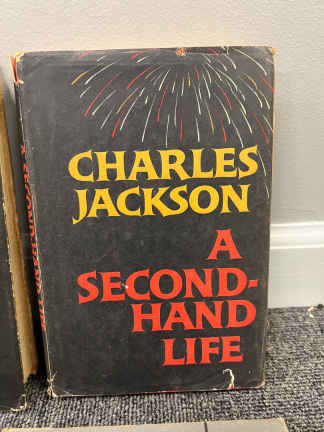 CHARLES
JACKSON
A
SECOND-
HAND
LIFE